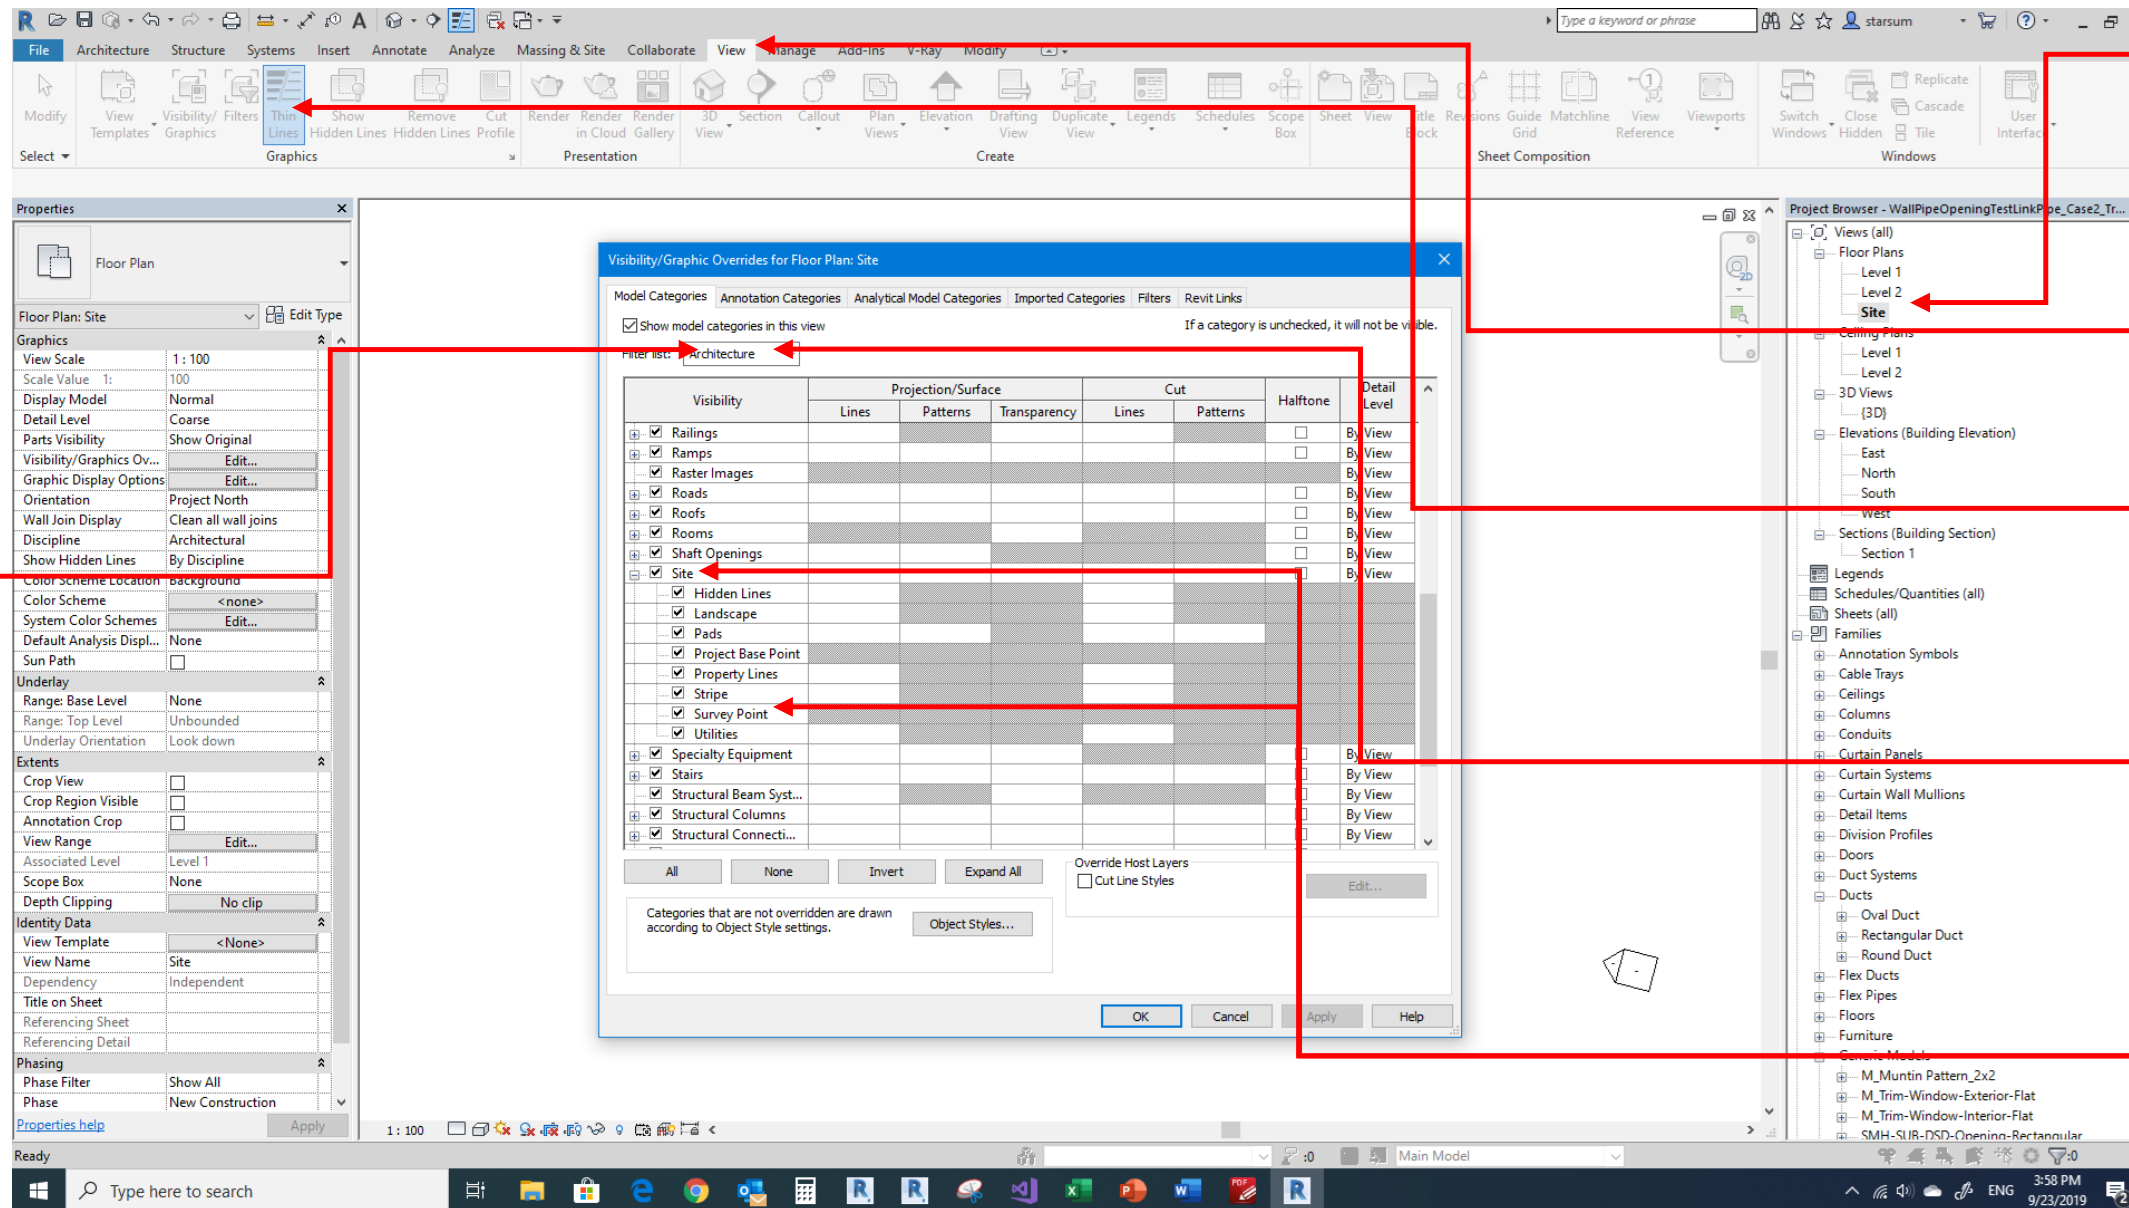 Type a keyword or phrase
starsum
File Architecture Structure Systems Insert Annotate Analyze Massing & Site Collaborate View Manage Add-Ins V-Ray Modify
Modify
View Templates
Visibility/ Graphics
Filters
Thin Lines
Show Hidden Lines
Remove Hidden Lines
Cut Profile
Render
Render in Cloud
Render Gallery
3D View
Section
Callout
Plan Views
Elevation
Drafting View
Duplicate View
Legends
Schedules
Scope Box
Sheet
View
Title Block
Revisions
Guide Grid
Matchline
View Reference
Viewports
Switch Windows
Close Hidden
Replicate
Cascade
Tile
User Interface
Select
Graphics
Presentation
Create
Sheet Composition
Windows
Properties
Floor Plan
Floor Plan: Site
Edit Type
Graphics
View Scale 1 : 100
Scale Value 1: 100
Display Model Normal
Detail Level Coarse
Parts Visibility Show Original
Visibility/Graphics Ov... Edit...
Graphic Display Options Edit...
Orientation Project North
Wall Join Display Clean all wall joins
Discipline Architectural
Show Hidden Lines By Discipline
Color Scheme Location Background
Color Scheme <none>
System Color Schemes Edit...
Default Analysis Displ... None
Sun Path
Underlay
Range: Base Level None
Range: Top Level Unbounded
Underlay Orientation Look down
Extents
Crop View
Crop Region Visible
Annotation Crop
View Range Edit...
Associated Level Level 1
Scope Box None
Depth Clipping No clip
Identity Data
View Template <None>
View Name Site
Dependency Independent
Title on Sheet
Referencing Sheet
Referencing Detail
Phasing
Phase Filter Show All
Phase New Construction
Properties help
Apply
Visibility/Graphic Overrides for Floor Plan: Site
Model Categories Annotation Categories Analytical Model Categories Imported Categories Filters Revit Links
Show model categories in this view
If a category is unchecked, it will not be visible.
Filter list: Architecture
Visibility Projection/Surface Cut Halftone Detail Level
Lines Patterns Transparency Lines Patterns
Railings By View
Ramps By View
Raster Images By View
Roads By View
Roofs By View
Rooms By View
Shaft Openings By View
Site By View
Hidden Lines
Landscape
Pads
Project Base Point
Property Lines
Stripe
Survey Point
Utilities
Specialty Equipment By View
Stairs By View
Structural Beam Syst... By View
Structural Columns By View
Structural Connecti... By View
All None Invert Expand All
Override Host Layers
Cut Line Styles
Edit...
Categories that are not overridden are drawn
according to Object Style settings.
Object Styles...
OK Cancel Apply Help
2D
Project Browser - WallPipeOpeningTestLinkPipe_Case2_Tr...
Views (all)
Floor Plans
Level 1
Level 2
Site
Ceiling Plans
Level 1
Level 2
3D Views
{3D}
Elevations (Building Elevation)
East
North
South
West
Sections (Building Section)
Section 1
Legends
Schedules/Quantities (all)
Sheets (all)
Families
Annotation Symbols
Cable Trays
Ceilings
Columns
Conduits
Curtain Panels
Curtain Systems
Curtain Wall Mullions
Detail Items
Division Profiles
Doors
Duct Systems
Ducts
Oval Duct
Rectangular Duct
Round Duct
Flex Ducts
Flex Pipes
Floors
Furniture
Generic Models
M_Muntin Pattern_2x2
M_Trim-Window-Exterior-Flat
M_Trim-Window-Interior-Flat
SMH-SUB-DSD-Opening-Rectangular
1 : 100
Ready
:0
Main Model
:0
Type here to search
ENG
3:58 PM
9/23/2019
2